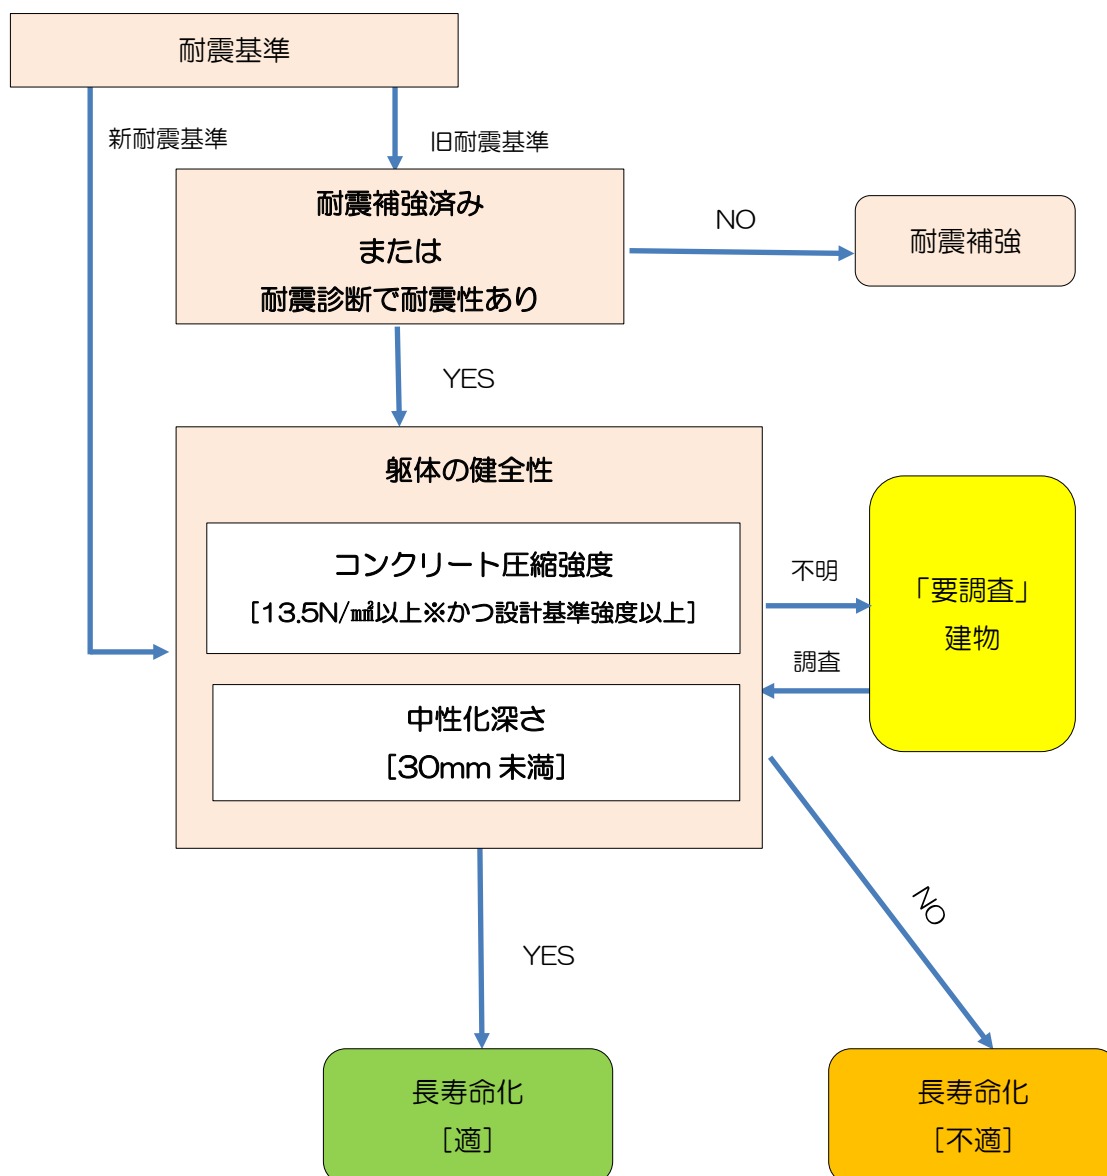 耐震基準
新耐震基準
旧耐震基準
耐震補強済み
または
耐震診断で耐震性あり
NO
耐震補強
YES
躯体の健全性
コンクリート圧縮強度
[13.5N/㎟以上※かつ設計基準強度以上]
不明
「要調査」
建物
調査
中性化深さ
[30mm 未満]
NO
YES
長寿命化
[適]
長寿命化
[不適]